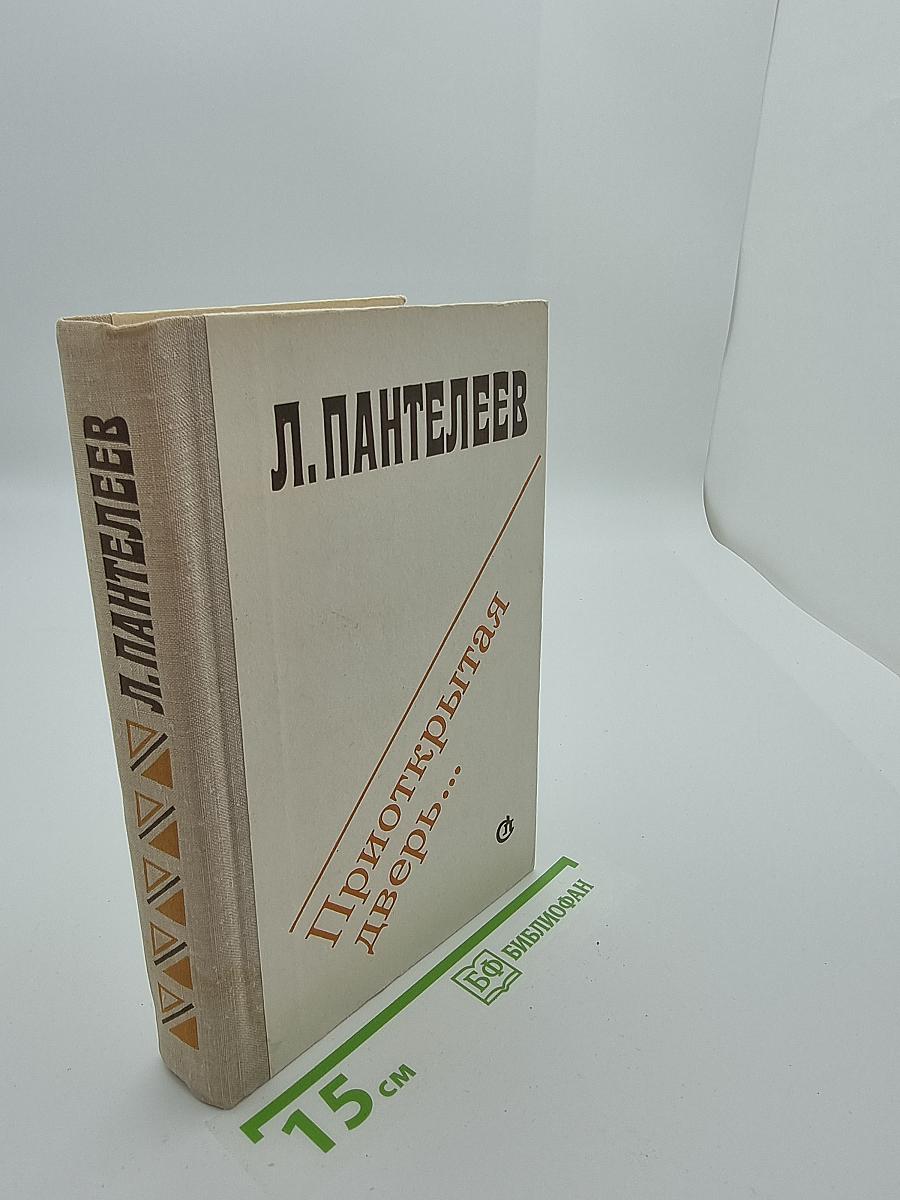 Л. ПАНТЕЛЕЕВ
Л. ПАНТЕЛЕЕВ
Приоткрытая
дверь...
БФ БИБЛИОФАН
15 см